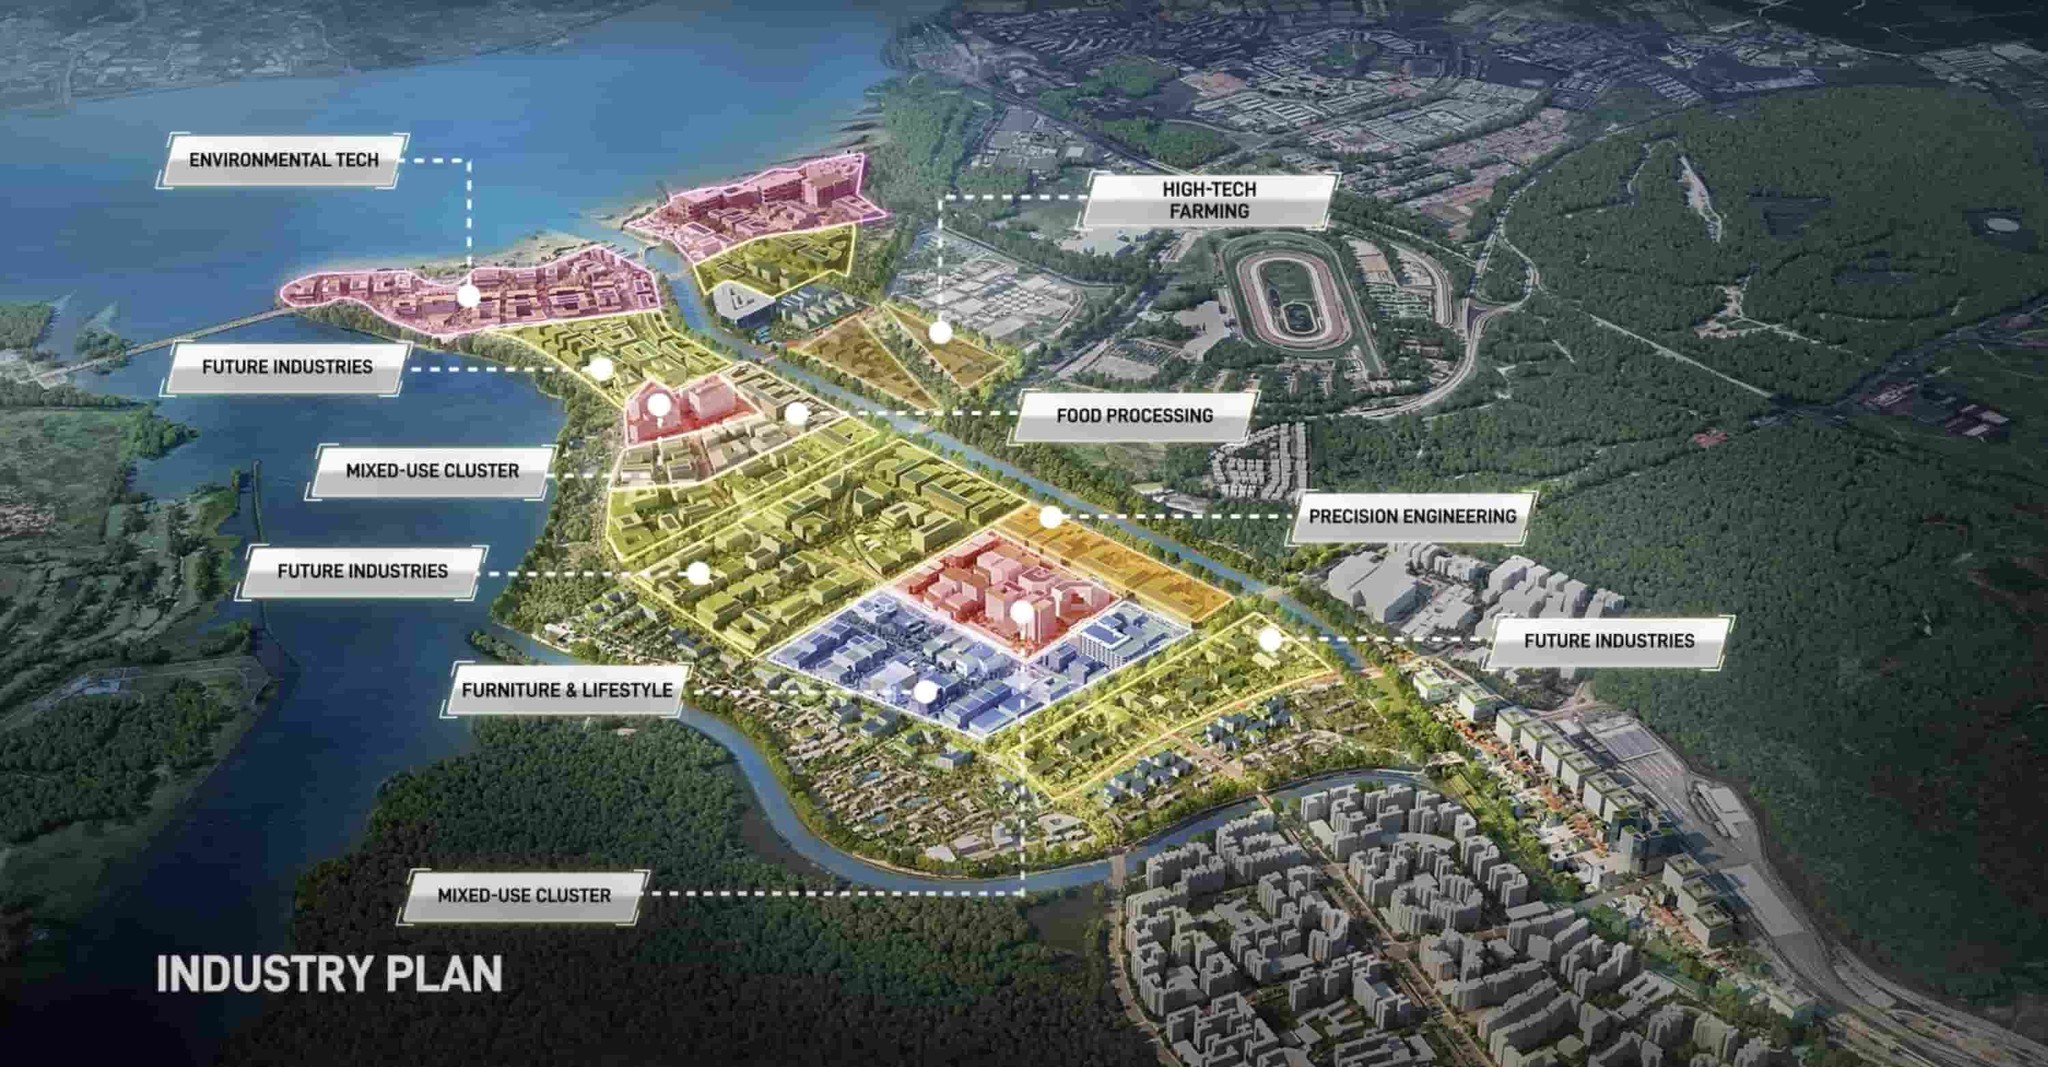 ENVIRONMENTAL TECH
HIGH-TECH
FARMING
FUTURE INDUSTRIES
FOOD PROCESSING
MIXED-USE CLUSTER
PRECISION ENGINEERING
FUTURE INDUSTRIES
FUTURE INDUSTRIES
FURNITURE & LIFESTYLE
MIXED-USE CLUSTER
INDUSTRY PLAN